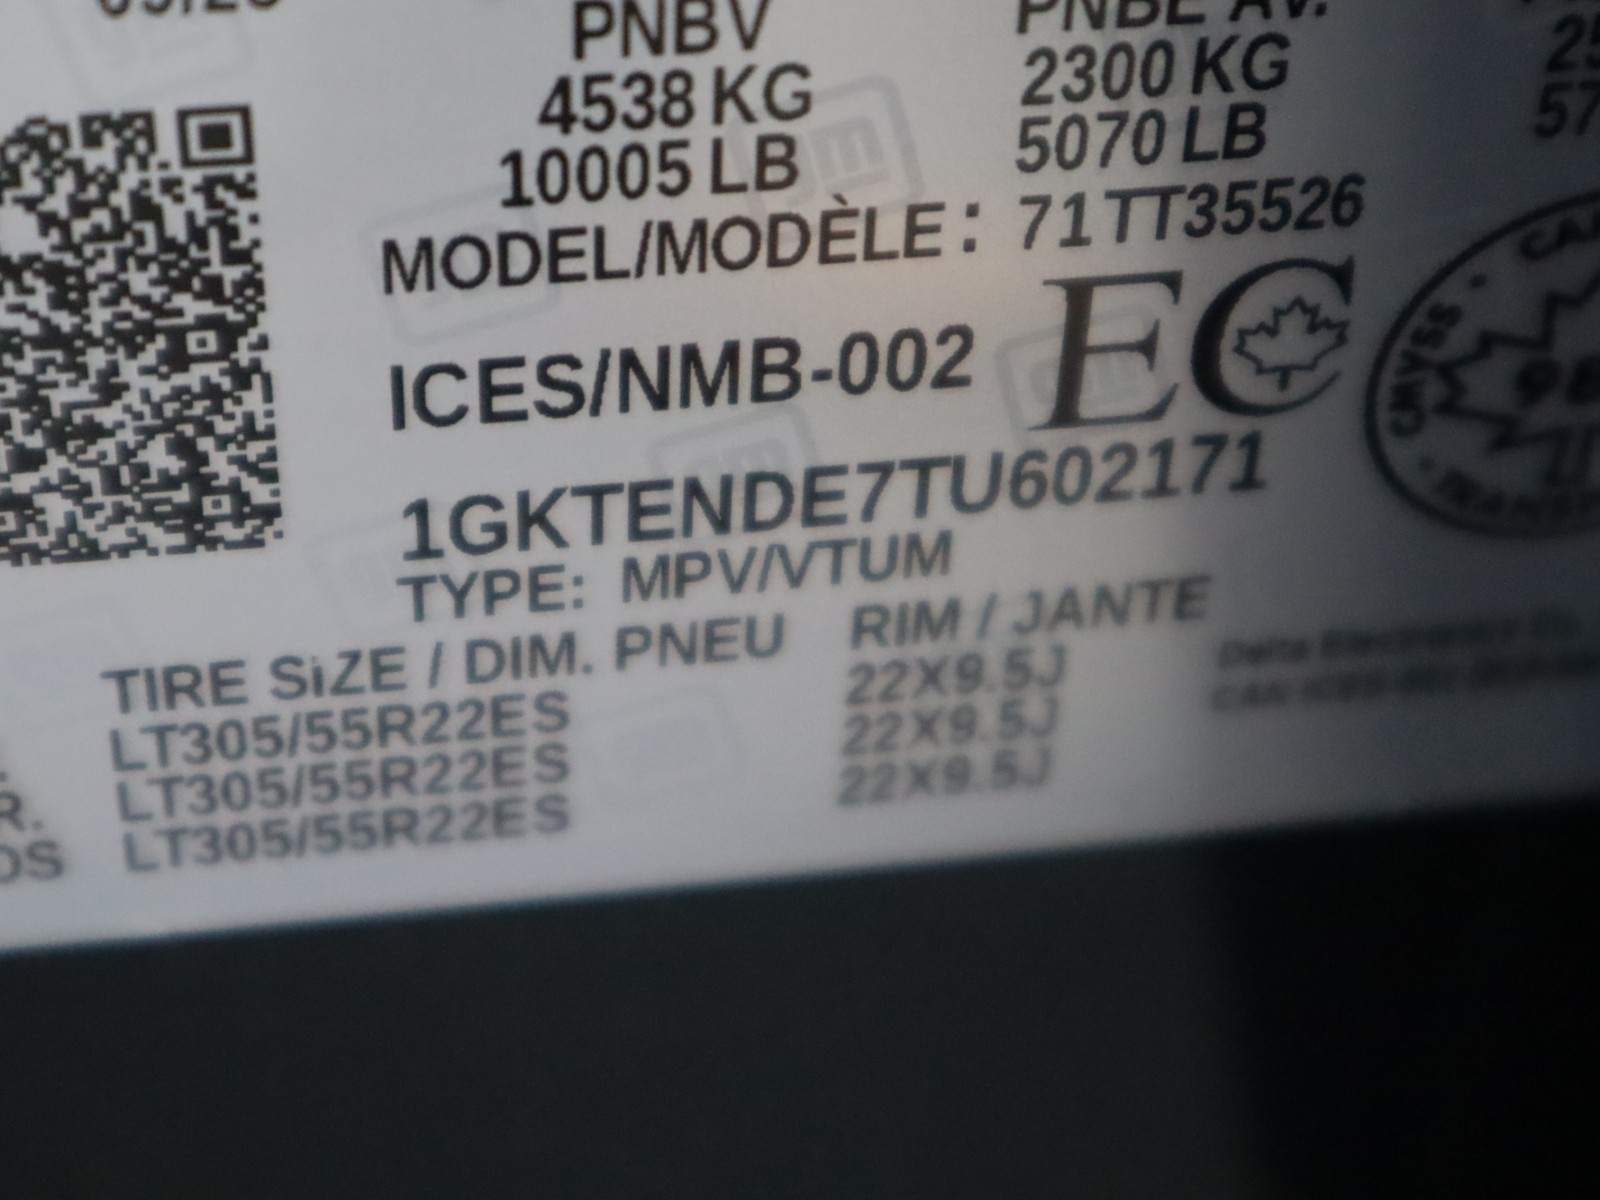 PNBV
PNBE AV.
4538 KG
2300 KG
10005 LB
5070 LB
MODEL/MODÈLE: 71TT35526
ICES/NMB-002
EC
CMVSS
1GKTENDE7TU602171
TYPE: MPV/VTUM
TIRE SiZE / DIM. PNEU
RIM / JANTE
LT305/55R22ES
22X9.5J
R.
LT305/55R22ES
22X9.5J
LT305/55R22ES
22X9.5J